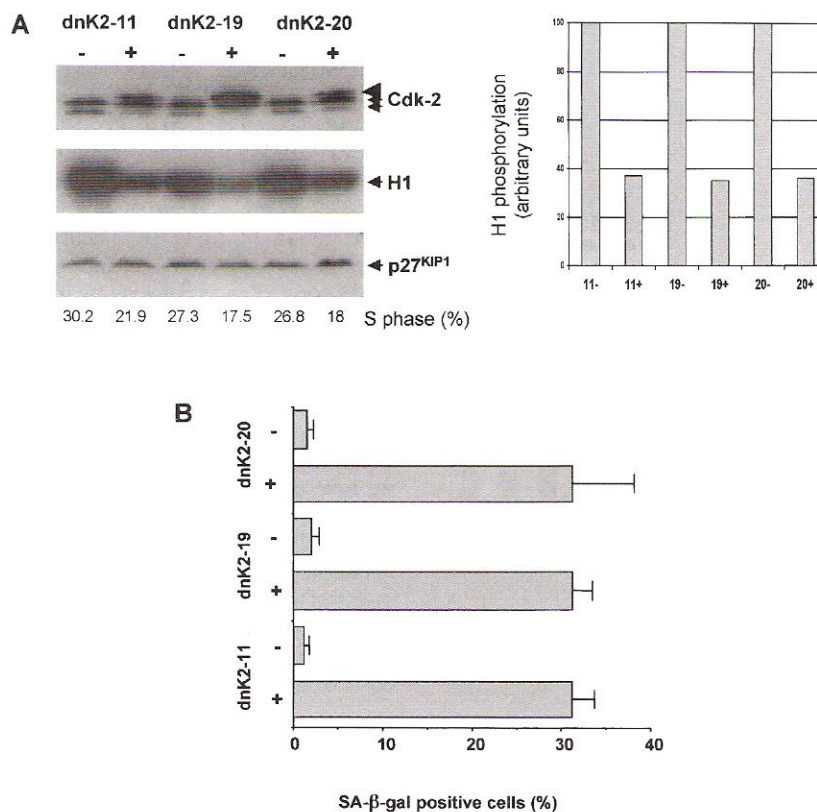 A
dnK2-11 dnK2-19 dnK2-20
- + - + - +
Cdk-2
H1
p27KIP1
30.2 21.9 27.3 17.5 26.8 18 S phase (%)
H1 phosphorylation
(arbitrary units)
100
80
60
40
20
0
11- 11+ 19- 19+ 20- 20+
B
dnK2-20
-
+
dnK2-19
-
+
dnK2-11
-
+
0 10 20 30 40
SA-β-gal positive cells (%)